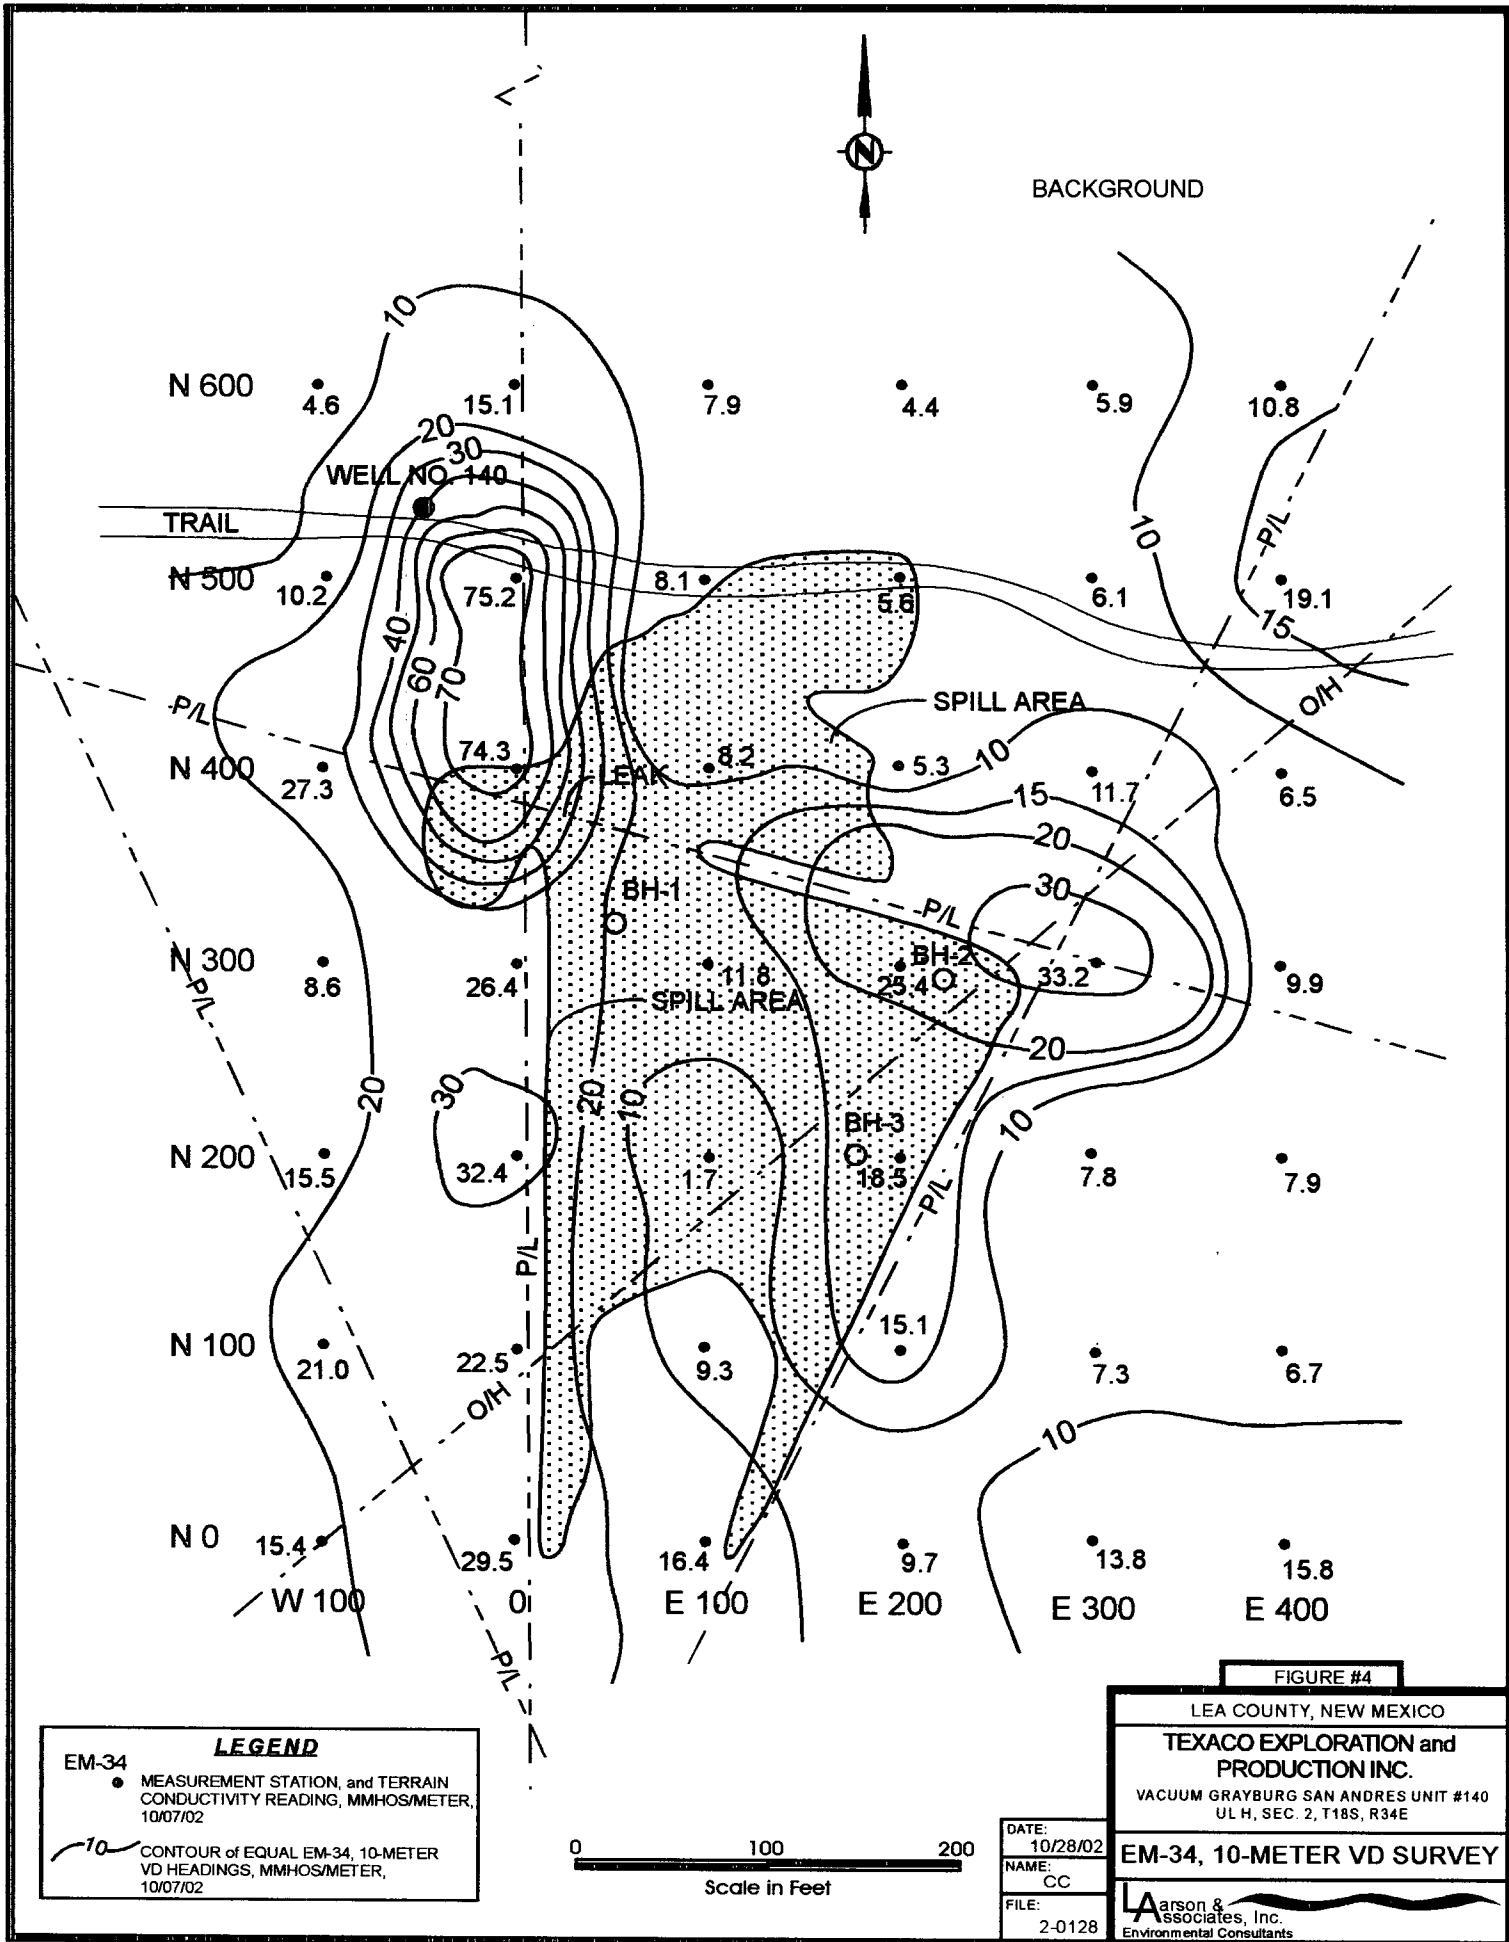 BACKGROUND
10
N 600
4.6
15.1
7.9
4.4
5.9
10.8
20
30
WELL NO. 140
TRAIL
10
P/L
N 500
10.2
75.2
8.1
5.6
6.1
19.1
15
40
60
70
P/L
SPILL AREA
O/H
10
N 400
27.3
74.3
LEAK
8.2
5.3
11.7
6.5
15
20
30
BH-1
P/L
N 300
8.6
26.4
11.8
BH-2
25.4
33.2
9.9
P/L
SPILL AREA
20
20
30
20
10
BH-3
10
N 200
15.5
32.4
1.7
18.5
7.8
7.9
P/L
P/L
N 100
21.0
22.5
9.3
15.1
7.3
6.7
O/H
10
N 0
15.4
29.5
16.4
9.7
13.8
15.8
W 100
0
E 100
E 200
E 300
E 400
P/L
FIGURE #4
LEA COUNTY, NEW MEXICO
TEXACO EXPLORATION and
PRODUCTION INC.
VACUUM GRAYBURG SAN ANDRES UNIT #140
UL H, SEC. 2, T18S, R34E
EM-34, 10-METER VD SURVEY
Larson &
Associates, Inc.
Environmental Consultants
DATE:
10/28/02
NAME:
CC
FILE:
2-0128
0 100 200
Scale in Feet
LEGEND
EM-34
MEASUREMENT STATION, and TERRAIN
CONDUCTIVITY READING, MMHOS/METER,
10/07/02
10
CONTOUR of EQUAL EM-34, 10-METER
VD HEADINGS, MMHOS/METER,
10/07/02
N